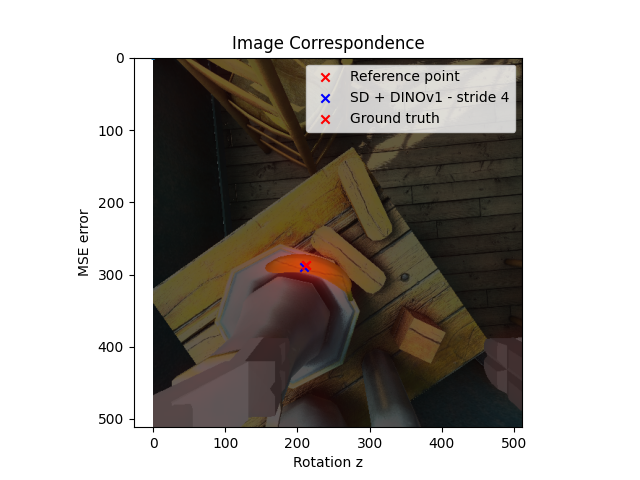 Image Correspondence
Reference point
SD + DINOv1 - stride 4
Ground truth
MSE error
0
100
200
300
400
500
0
100
200
300
400
500
Rotation z